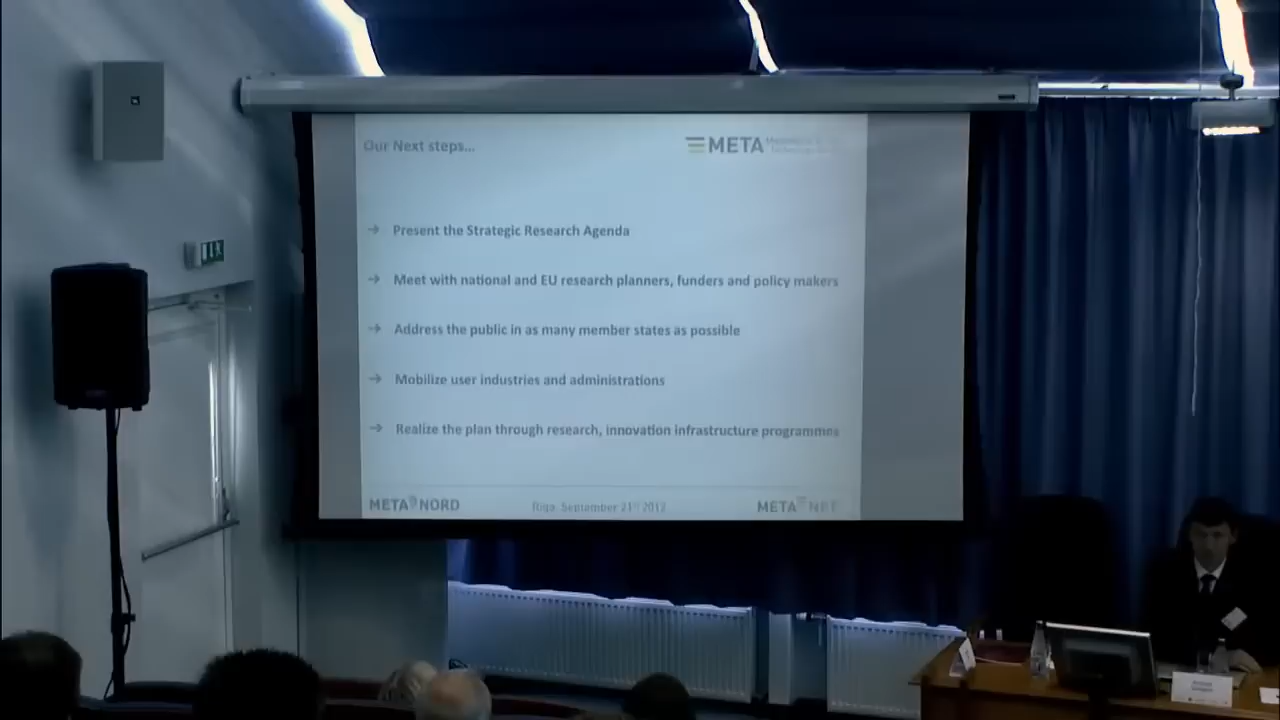 Our Next steps...
META
→ Present the Strategic Research Agenda
→ Meet with national and EU research planners, funders and policy makers
→ Address the public in as many member states as possible
→ Mobilize user industries and administrations
→ Realize the plan through research, innovation infrastructure programmes
META NORD
Riga, September 21st 2012
META NET